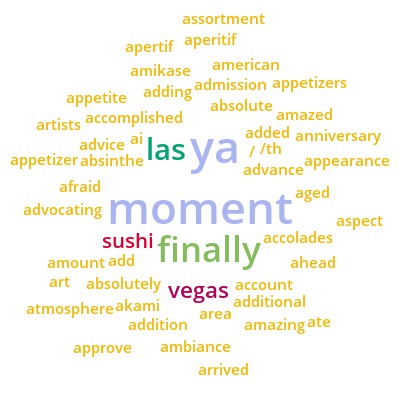 assortment
apertif aperitif
amikase american
adding admission appetizers
appetite absolute
accomplished amazed
artists ai added anniversary
advice las ya / /th
appetizer absinthe advance appearance
afraid aged
advocating moment aspect
sushi finally accolades
amount add ahead
art absolutely vegas account
atmosphere akami additional
addition area amazing ate
approve ambiance
arrived